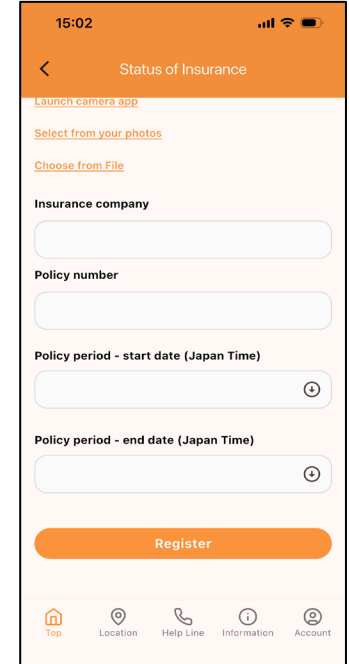 15:02
Status of Insurance
Launch camera app
Select from your photos
Choose from File
Insurance company
Policy number
Policy period - start date (Japan Time)
Policy period - end date (Japan Time)
Register
Top Location Help Line Information Account